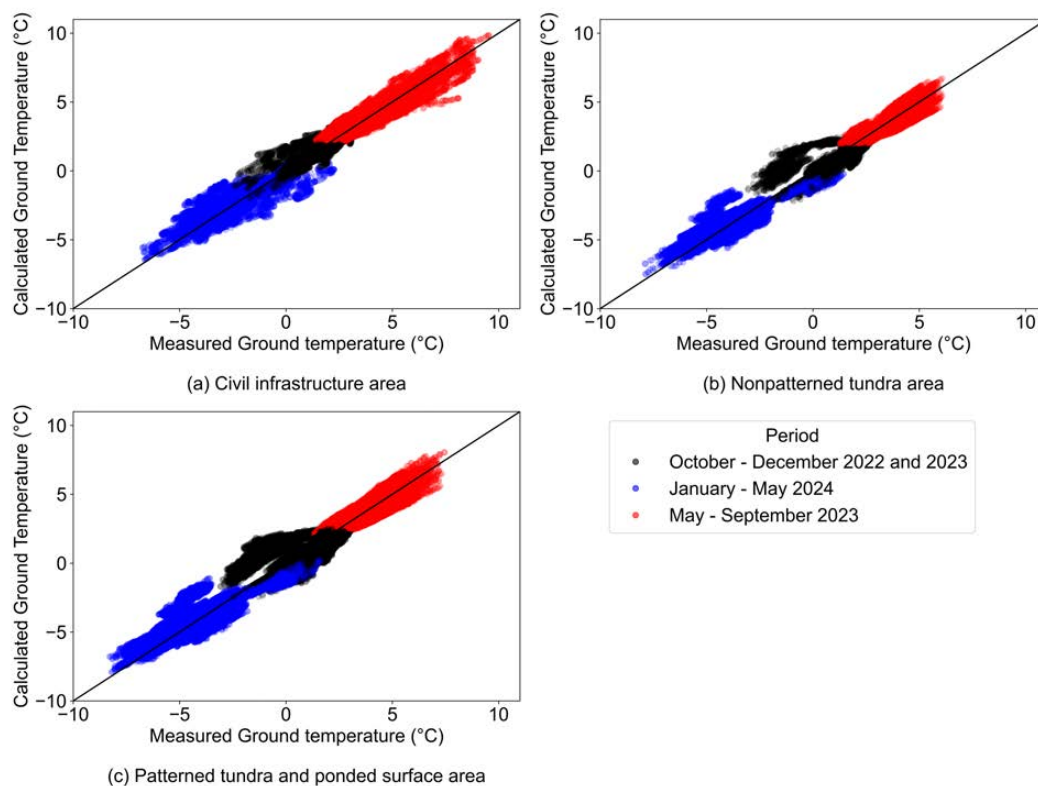 Calculated Ground Temperature (°C)
10
5
0
−5
−10
−10
−5
0
5
10
Measured Ground temperature (°C)
(a) Civil infrastructure area
Calculated Ground Temperature (°C)
10
5
0
−5
−10
−10
−5
0
5
10
Measured Ground temperature (°C)
(b) Nonpatterned tundra area
Calculated Ground Temperature (°C)
10
5
0
−5
−10
−10
−5
0
5
10
Measured Ground temperature (°C)
(c) Patterned tundra and ponded surface area
Period
October - December 2022 and 2023
January - May 2024
May - September 2023